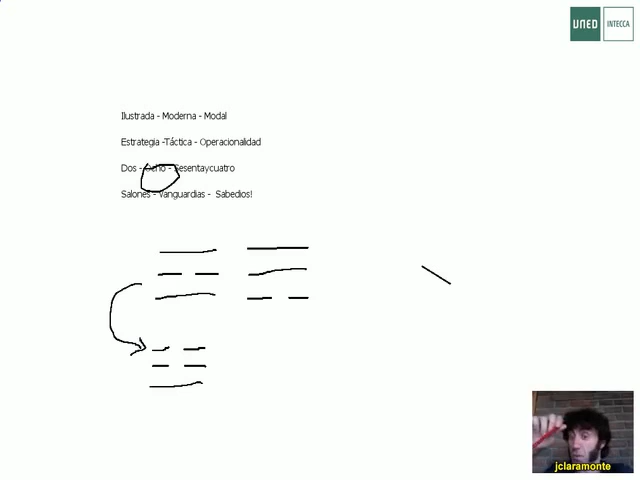 UNED INTECCA
Ilustrada - Moderna - Modal
Estrategia -Táctica - Operacionalidad
Dos - Ocho - Sesentaycuatro
Salones - Vanguardias - Sabedios!
jclaramonte